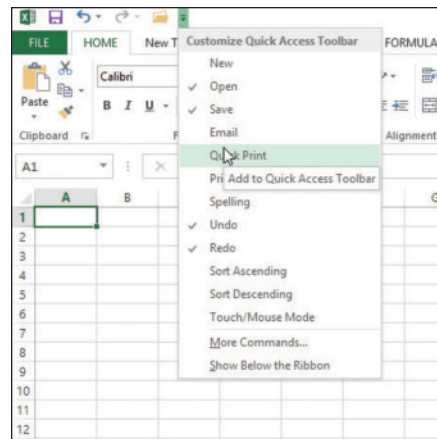 Customize Quick Access Toolbar
FILE HOME New T FORMULA
New
Calibri
Open
Paste
B I U
Save
Clipboard
Email
Alignment
Quick Print
A1
Add to Quick Access Toolbar
Spelling
A B
Undo
1
Redo
2
Sort Ascending
3
4
Sort Descending
5
Touch/Mouse Mode
6
7
More Commands...
8
Show Below the Ribbon
9
10
11
12